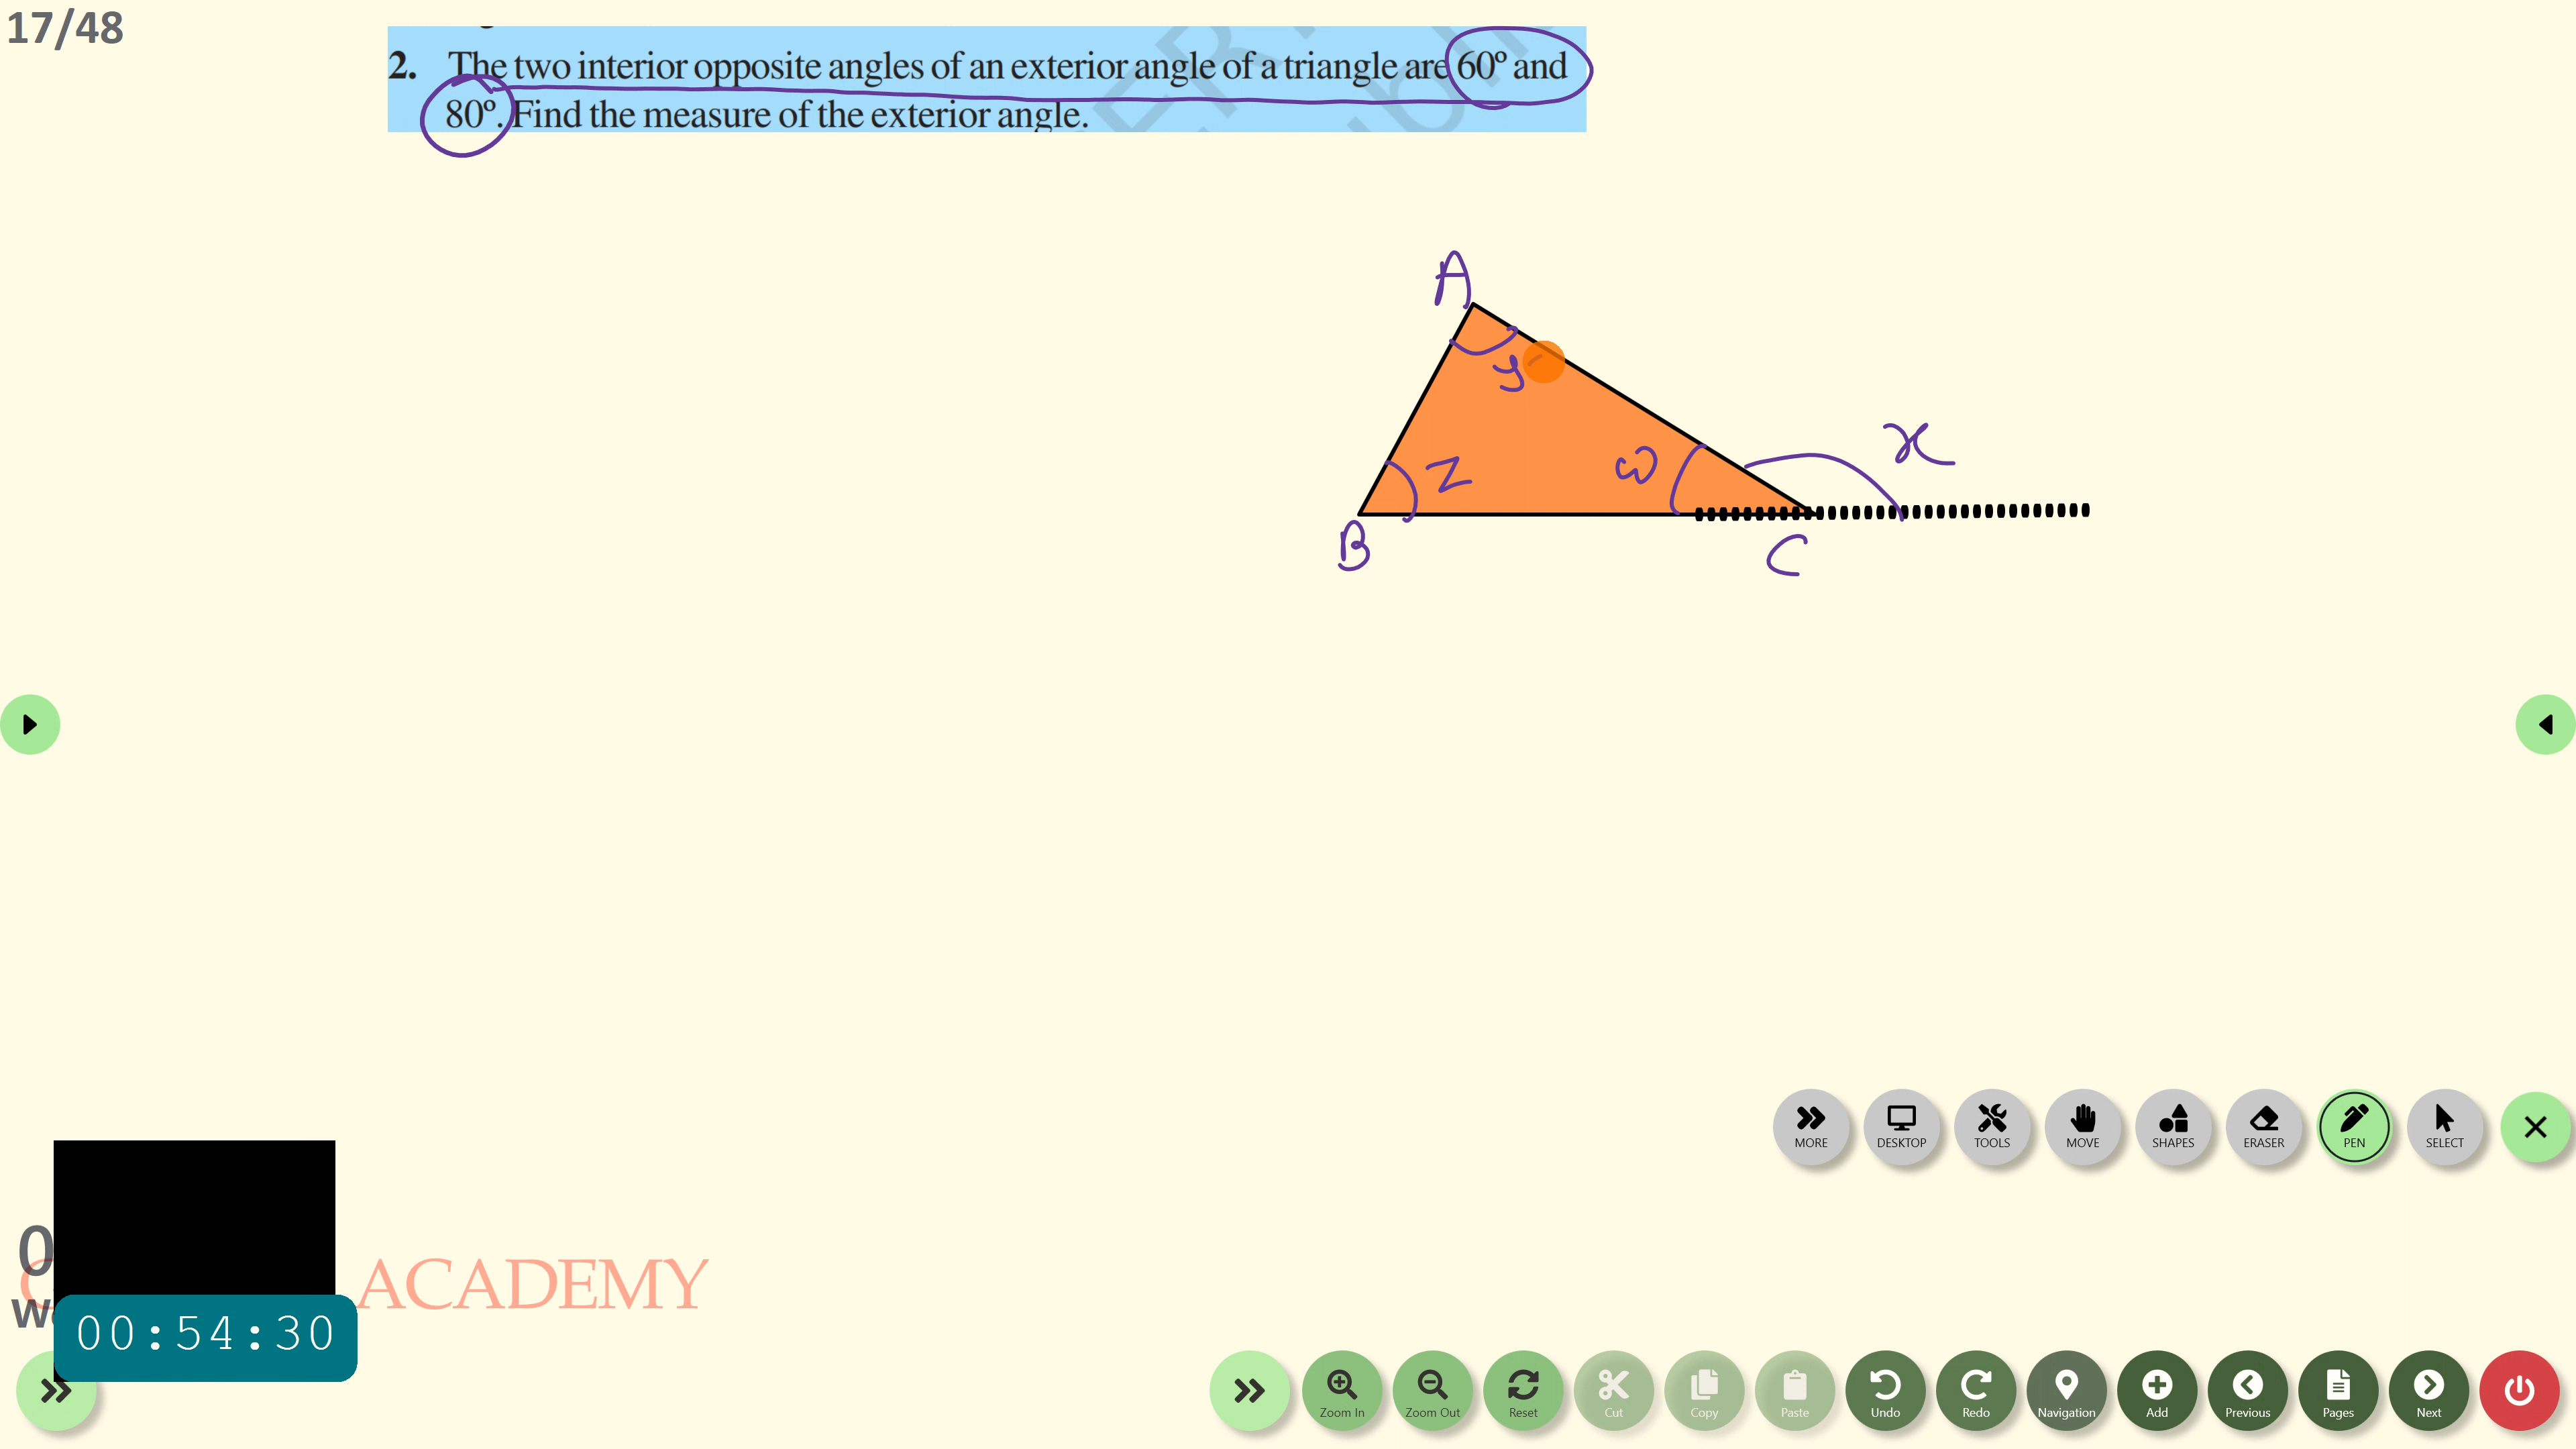 17/48
2. The two interior opposite angles of an exterior angle of a triangle are 60º and
80º. Find the measure of the exterior angle.
A
y
x
z
ω
B
C
MORE
DESKTOP
TOOLS
MOVE
SHAPES
ERASER
PEN
SELECT
ACADEMY
00:54:30
Zoom In
Zoom Out
Reset
Cut
Copy
Paste
Undo
Redo
Navigation
Add
Previous
Pages
Next